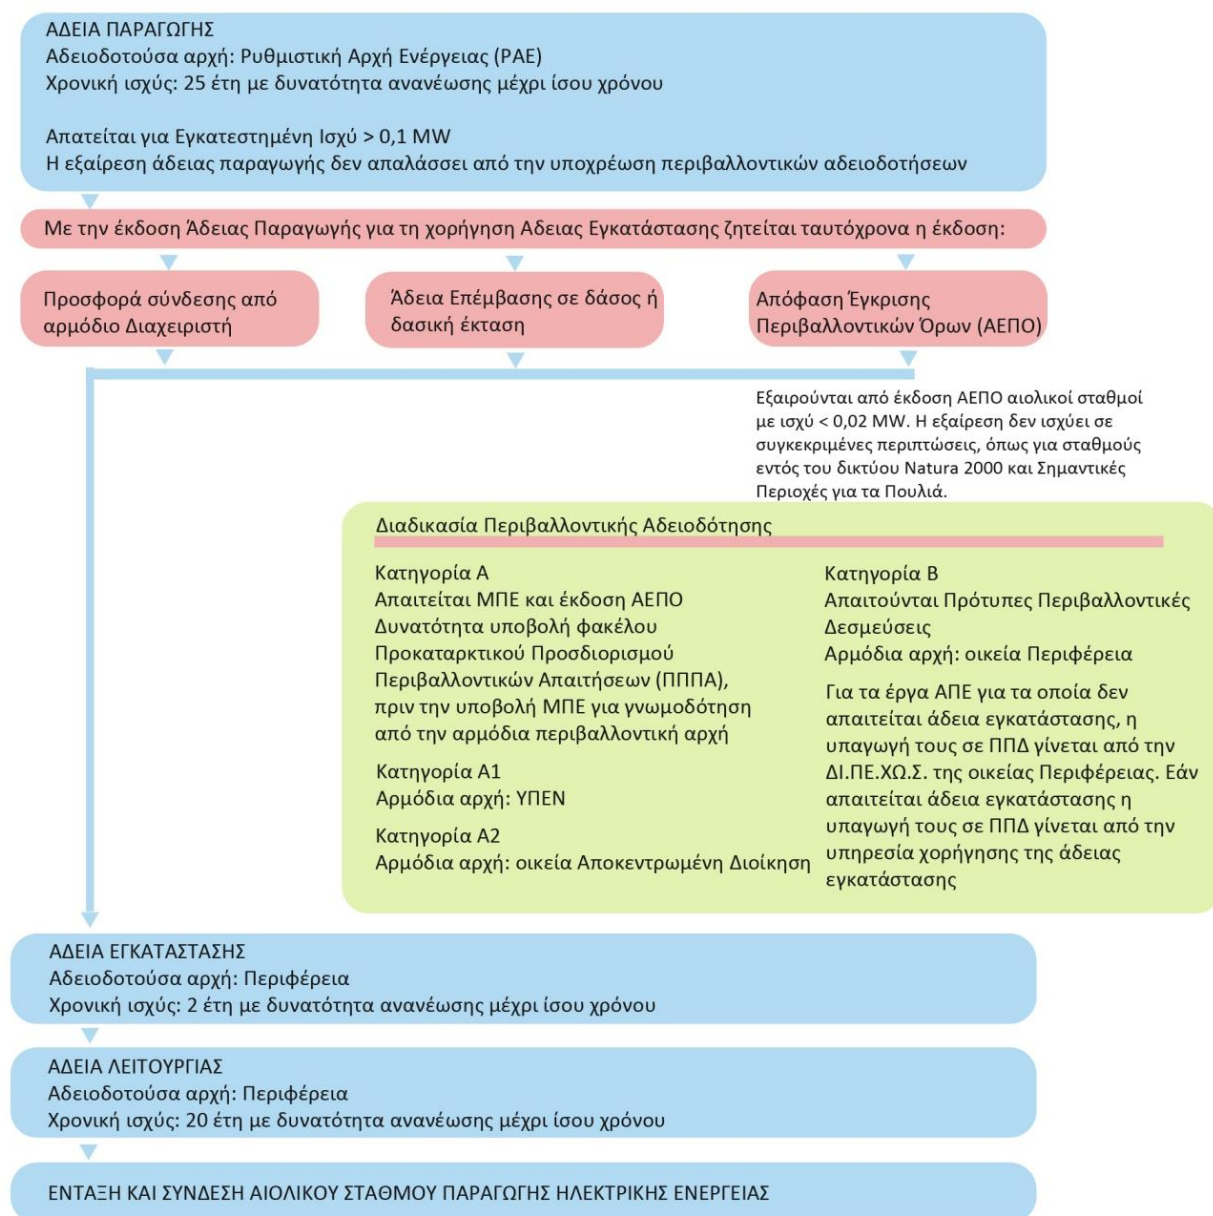 ΑΔΕΙΑ ΠΑΡΑΓΩΓΗΣ
Αδειοδοτούσα αρχή: Ρυθμιστική Αρχή Ενέργειας (ΡΑΕ)
Χρονική ισχύς: 25 έτη με δυνατότητα ανανέωσης μέχρι ίσου χρόνου
Απατείται για Εγκατεστημένη Ισχύ > 0,1 MW
Η εξαίρεση άδειας παραγωγής δεν απαλάσσει από την υποχρέωση περιβαλλοντικών αδειοδοτήσεων
Με την έκδοση Άδειας Παραγωγής για τη χορήγηση Αδειας Εγκατάστασης ζητείται ταυτόχρονα η έκδοση:
Προσφορά σύνδεσης από
αρμόδιο Διαχειριστή
Άδεια Επέμβασης σε δάσος ή
δασική έκταση
Απόφαση Έγκρισης
Περιβαλλοντικών Όρων (ΑΕΠΟ)
Εξαιρούνται από έκδοση ΑΕΠΟ αιολικοί σταθμοί
με ισχύ < 0,02 MW. Η εξαίρεση δεν ισχύει σε
συγκεκριμένες περιπτώσεις, όπως για σταθμούς
εντός του δικτύου Natura 2000 και Σημαντικές
Περιοχές για τα Πουλιά.
Διαδικασία Περιβαλλοντικής Αδειοδότησης
Κατηγορία Α
Απαιτείται ΜΠΕ και έκδοση ΑΕΠΟ
Δυνατότητα υποβολή φακέλου
Προκαταρκτικού Προσδιορισμού
Περιβαλλοντικών Απαιτήσεων (ΠΠΠΑ),
πριν την υποβολή ΜΠΕ για γνωμοδότηση
από την αρμόδια περιβαλλοντική αρχή
Κατηγορία Α1
Αρμόδια αρχή: ΥΠΕΝ
Κατηγορία Α2
Αρμόδια αρχή: οικεία Αποκεντρωμένη Διοίκηση
Κατηγορία Β
Απαιτούνται Πρότυπες Περιβαλλοντικές
Δεσμεύσεις
Αρμόδια αρχή: οικεία Περιφέρεια
Για τα έργα ΑΠΕ για τα οποία δεν
απαιτείται άδεια εγκατάστασης, η
υπαγωγή τους σε ΠΠΔ γίνεται από την
ΔΙ.ΠΕ.ΧΩ.Σ. της οικείας Περιφέρειας. Εάν
απαιτείται άδεια εγκατάστασης η
υπαγωγή τους σε ΠΠΔ γίνεται από την
υπηρεσία χορήγησης της άδειας
εγκατάστασης
ΑΔΕΙΑ ΕΓΚΑΤΑΣΤΑΣΗΣ
Αδειοδοτούσα αρχή: Περιφέρεια
Χρονική ισχύς: 2 έτη με δυνατότητα ανανέωσης μέχρι ίσου χρόνου
ΑΔΕΙΑ ΛΕΙΤΟΥΡΓΙΑΣ
Αδειοδοτούσα αρχή: Περιφέρεια
Χρονική ισχύς: 20 έτη με δυνατότητα ανανέωσης μέχρι ίσου χρόνου
ΕΝΤΑΞΗ ΚΑΙ ΣΥΝΔΕΣΗ ΑΙΟΛΙΚΟΥ ΣΤΑΘΜΟΥ ΠΑΡΑΓΩΓΗΣ ΗΛΕΚΤΡΙΚΗΣ ΕΝΕΡΓΕΙΑΣ